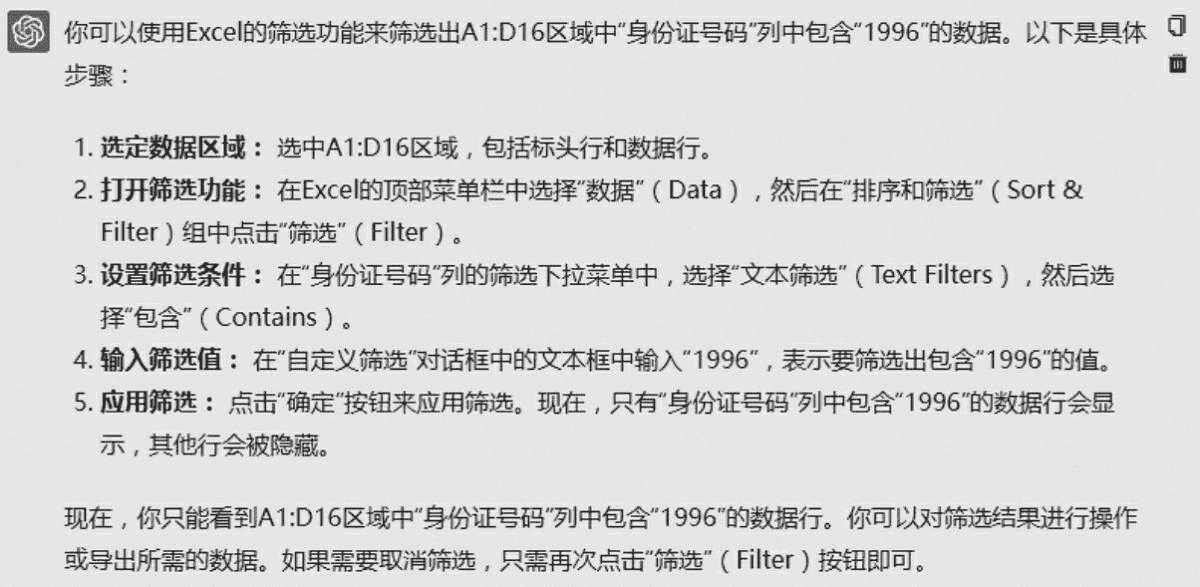 你可以使用Excel的筛选功能来筛选出A1:D16区域中“身份证号码”列中包含“1996”的数据。以下是具体
步骤：
1. 选定数据区域： 选中A1:D16区域，包括标头行和数据行。
2. 打开筛选功能： 在Excel的顶部菜单栏中选择“数据”（Data），然后在“排序和筛选”（Sort &
Filter）组中点击“筛选”（Filter）。
3. 设置筛选条件： 在“身份证号码”列的筛选下拉菜单中，选择“文本筛选”（Text Filters），然后选
择“包含”（Contains）。
4. 输入筛选值： 在“自定义筛选”对话框中的文本框中输入“1996”，表示要筛选出包含“1996”的值。
5. 应用筛选： 点击“确定”按钮来应用筛选。现在，只有“身份证号码”列中包含“1996”的数据行会显
示，其他行会被隐藏。
现在，你只能看到A1:D16区域中“身份证号码”列中包含“1996”的数据行。你可以对筛选结果进行操作
或导出所需的数据。如果需要取消筛选，只需再次点击“筛选”（Filter）按钮即可。